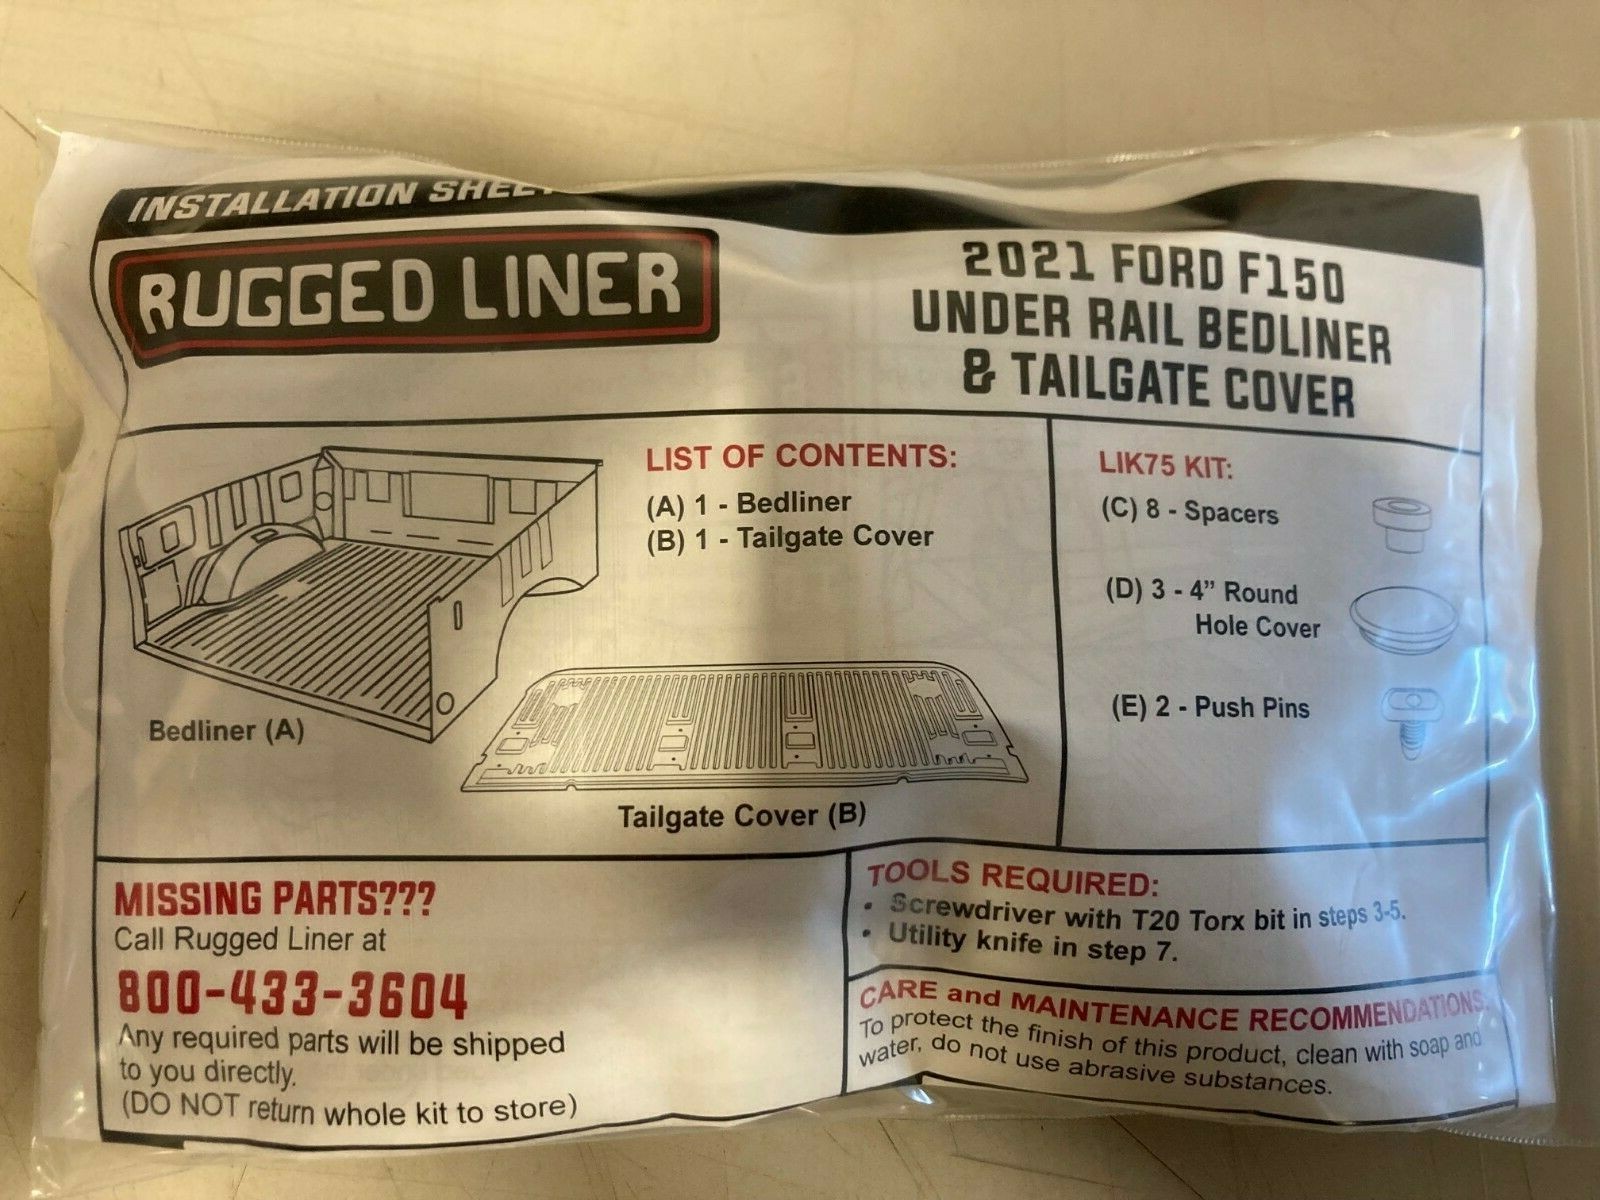 INSTALLATION SHEET
RUGGED LINER
2021 FORD F150
UNDER RAIL BEDLINER
& TAILGATE COVER
LIST OF CONTENTS:
(A) 1 - Bedliner
(B) 1 - Tailgate Cover
Bedliner (A)
Tailgate Cover (B)
LIK75 KIT:
(C) 8 - Spacers
(D) 3 - 4” Round
Hole Cover
(E) 2 - Push Pins
MISSING PARTS???
Call Rugged Liner at
800-433-3604
Any required parts will be shipped
to you directly.
(DO NOT return whole kit to store)
TOOLS REQUIRED:
• Screwdriver with T20 Torx bit in steps 3-5.
• Utility knife in step 7.
CARE and MAINTENANCE RECOMMENDATIONS:
To protect the finish of this product, clean with soap and
water, do not use abrasive substances.